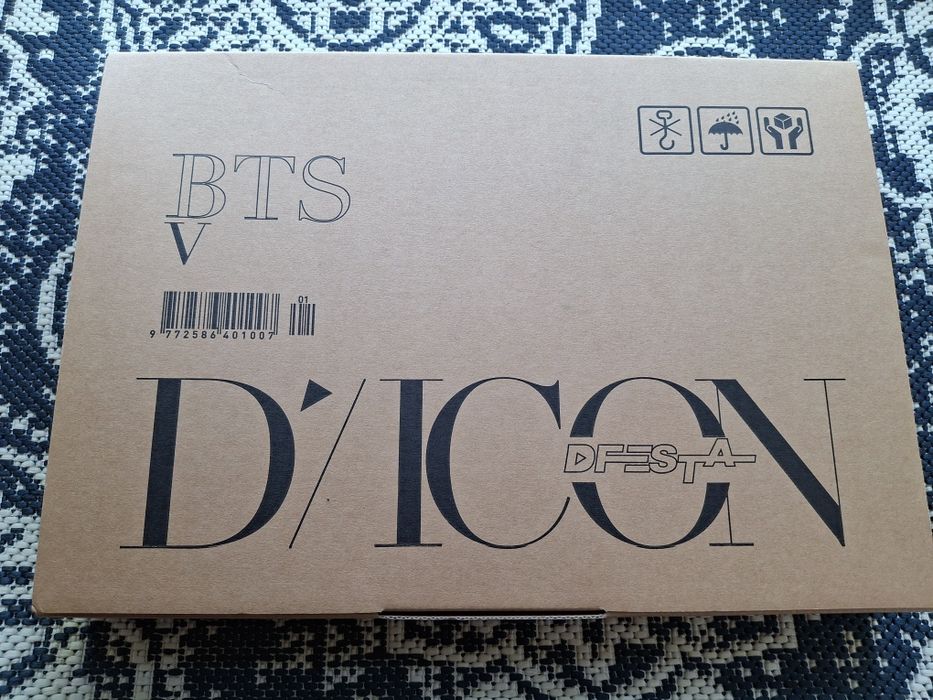 BTS
V
01
9 772586 401007
D'/ICON
DFESTA